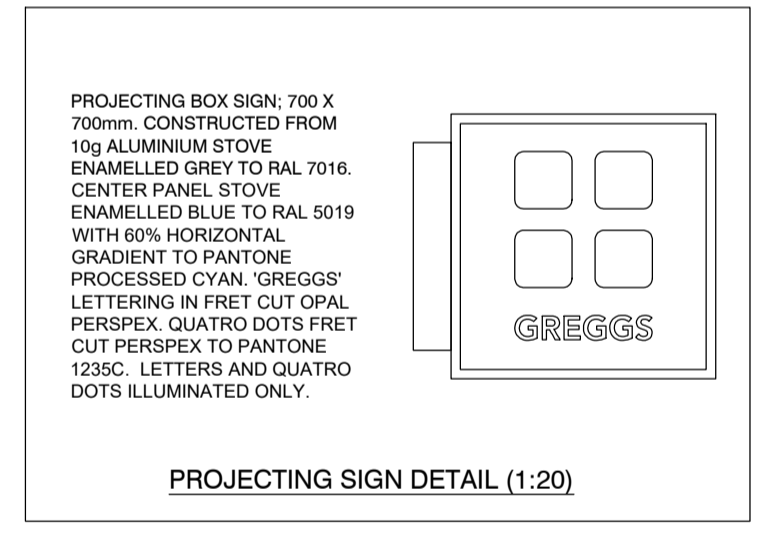 PROJECTING BOX SIGN; 700 X
700mm. CONSTRUCTED FROM
10g ALUMINIUM STOVE
ENAMELLED GREY TO RAL 7016.
CENTER PANEL STOVE
ENAMELLED BLUE TO RAL 5019
WITH 60% HORIZONTAL
GRADIENT TO PANTONE
PROCESSED CYAN. 'GREGGS'
LETTERING IN FRET CUT OPAL
PERSPEX. QUATRO DOTS FRET
CUT PERSPEX TO PANTONE
1235C.  LETTERS AND QUATRO
DOTS ILLUMINATED ONLY.
GREGGS
PROJECTING SIGN DETAIL (1:20)